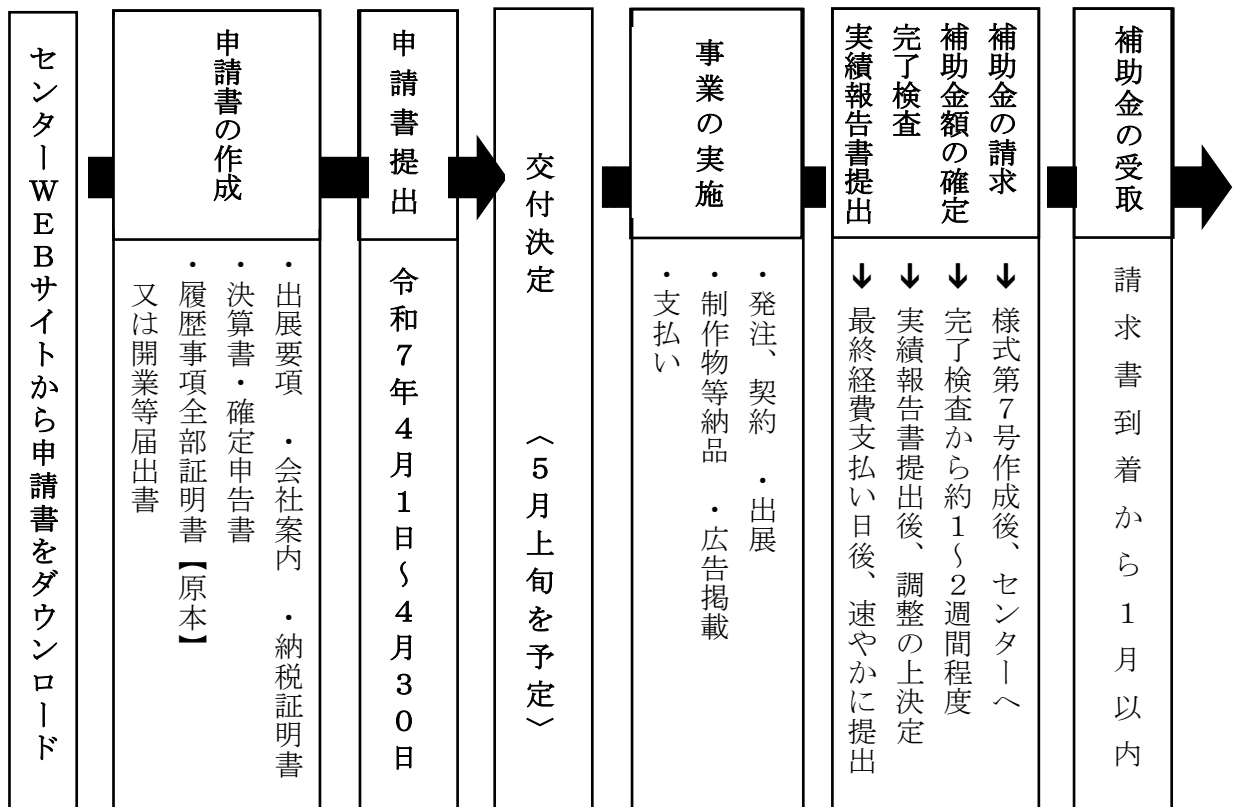 センターWEBサイトから申請書をダウンロード
申請書の作成
・出展要項 ・会社案内 ・納税証明書
・決算書・確定申告書
・履歴事項全部証明書【原本】
又は開業等届出書
申請書提出
令和7年4月1日～4月30日
交付決定 〈5月上旬を予定〉
事業の実施
・発注、契約 ・出展
・制作物等納品 ・広告掲載
・支払い
補助金の請求
補助金額の確定
完了検査
実績報告書提出
↓ 様式第7号作成後、センターへ
↓ 完了検査から約1～2週間程度
↓ 実績報告書提出後、調整の上決定
↓ 最終経費支払い日後、速やかに提出
補助金の受取
請求書到着から1月以内